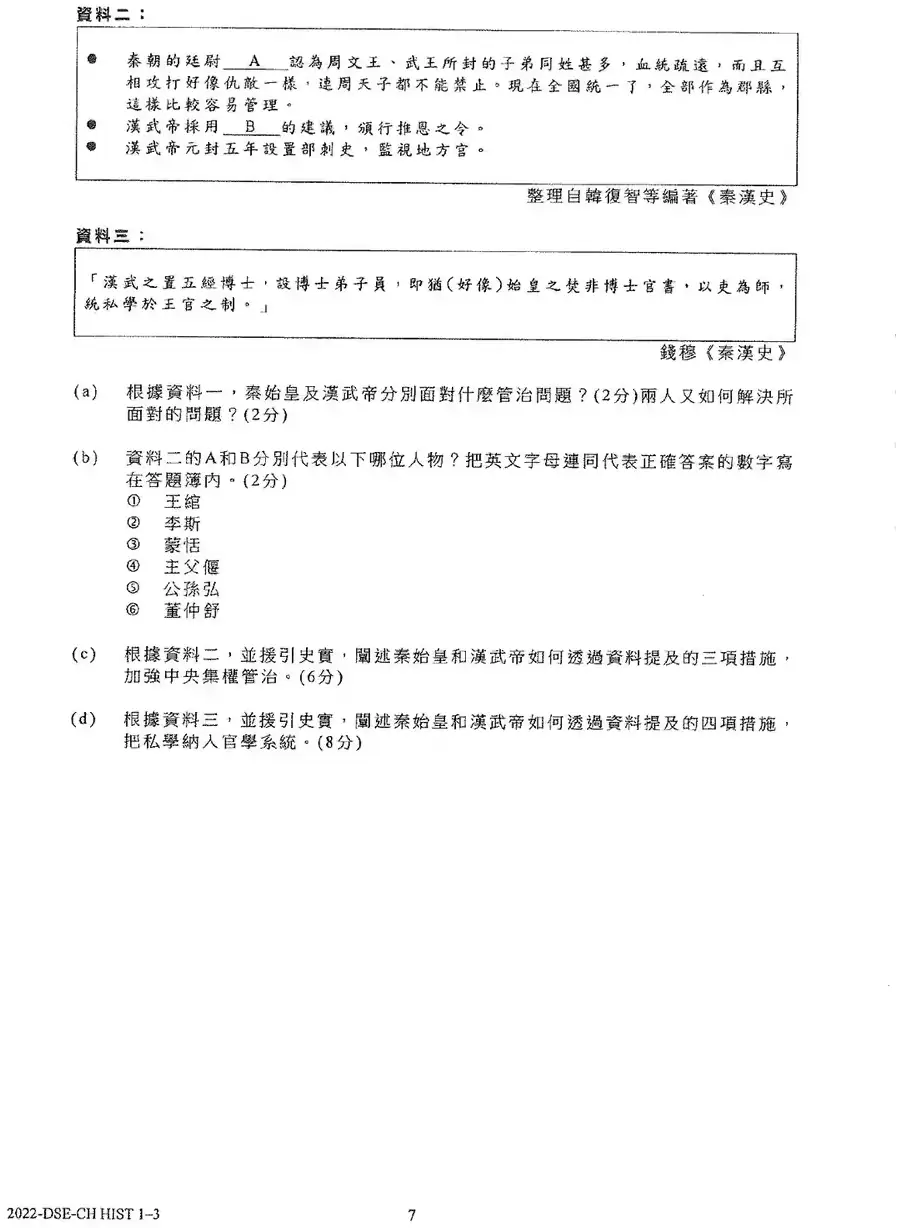 資料二：
● 秦朝的廷尉 A 認為周文王、武王所封的子弟同姓甚多，血統疏遠，而且互
相攻打好像仇敵一樣，連周天子都不能禁止。現在全國統一了，全部作為郡縣，
這樣比較容易管理。
● 漢武帝採用 B 的建議，頒行推恩之令。
● 漢武帝元封五年設置部刺史，監視地方官。
整理自韓復智等編著《秦漢史》
資料三：
「漢武之置五經博士，設博士弟子員，即猶(好像)始皇之焚非博士官書，以吏為師，
統私學於王官之制。」
錢穆《秦漢史》
(a) 根據資料一，秦始皇及漢武帝分別面對什麼管治問題？(2分)兩人又如何解決所
面對的問題？(2分)
(b) 資料二的A和B分別代表以下哪位人物？把英文字母連同代表正確答案的數字寫
在答題簿內。(2分)
① 王綰
② 李斯
③ 蒙恬
④ 主父偃
⑤ 公孫弘
⑥ 董仲舒
(c) 根據資料二，並援引史實，闡述秦始皇和漢武帝如何透過資料提及的三項措施，
加強中央集權管治。(6分)
(d) 根據資料三，並援引史實，闡述秦始皇和漢武帝如何透過資料提及的四項措施，
把私學納入官學系統。(8分)
2022-DSE-CH HIST 1–3
7